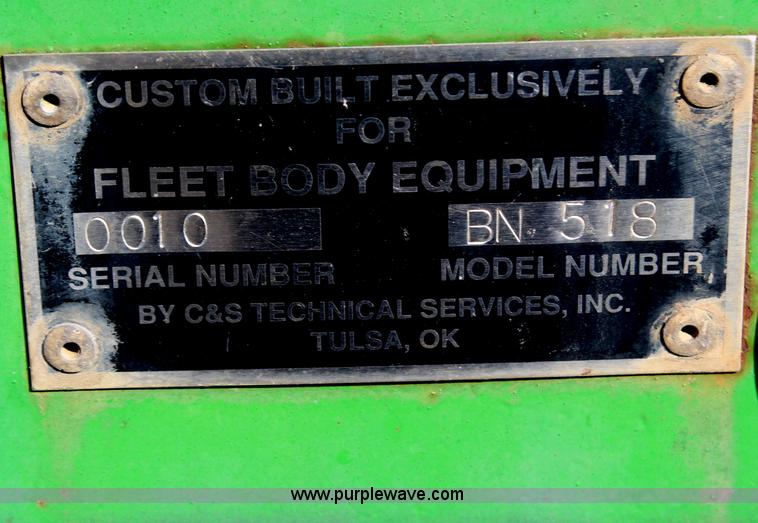 CUSTOM BUILT EXCLUSIVELY
FOR
FLEET BODY EQUIPMENT
0010 BN 518
SERIAL NUMBER MODEL NUMBER
BY C&S TECHNICAL SERVICES, INC.
TULSA, OK
www.purplewave.com